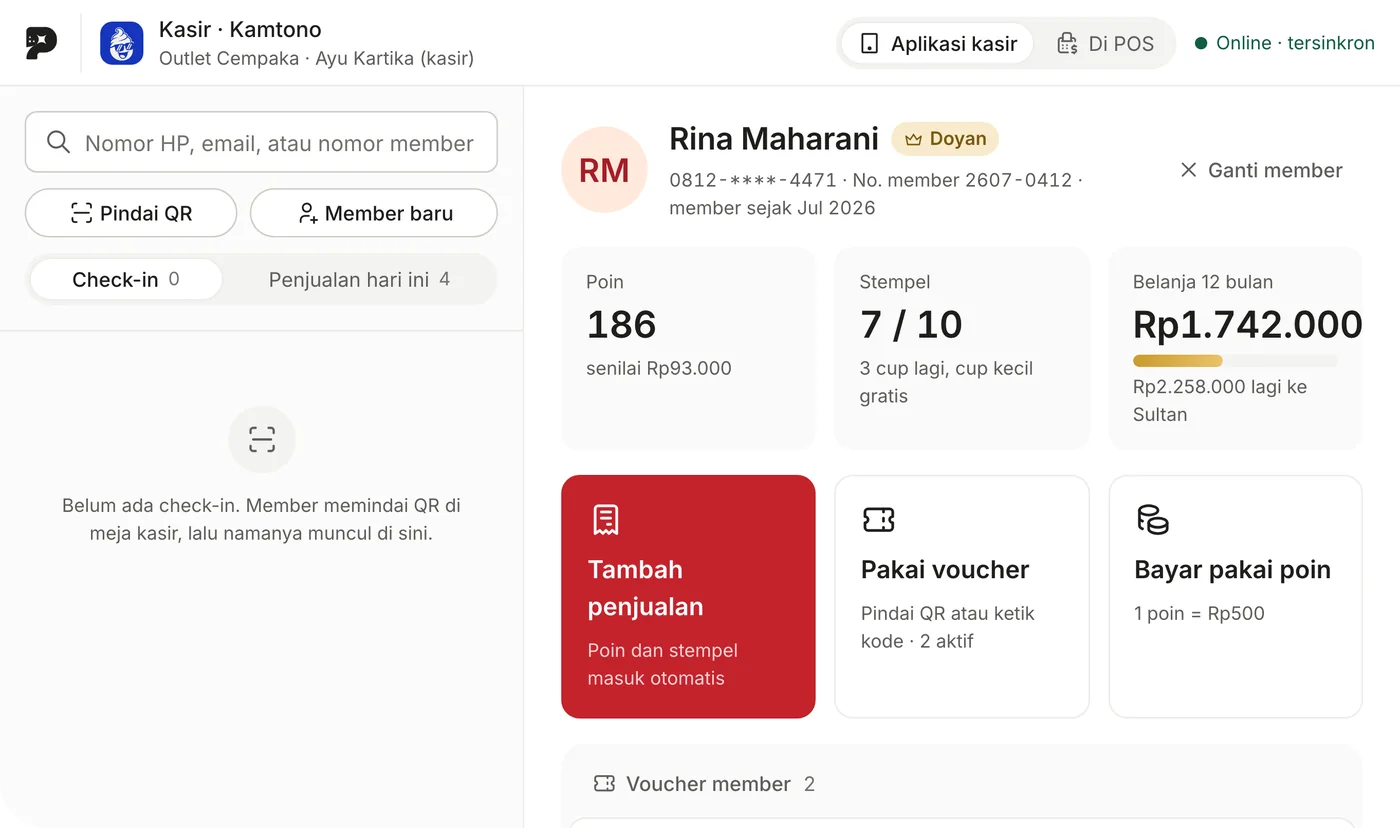 Kasir · Kamtono
Outlet Cempaka · Ayu Kartika (kasir)
Aplikasi kasir
Di POS
Online · tersinkron
Nomor HP, email, atau nomor member
Pindai QR
Member baru
Check-in 0
Penjualan hari ini 4
Belum ada check-in. Member memindai QR di
meja kasir, lalu namanya muncul di sini.
RM
Rina Maharani
Doyan
0812-****-4471 · No. member 2607-0412 ·
member sejak Jul 2026
Ganti member
Poin
186
senilai Rp93.000
Stempel
7 / 10
3 cup lagi, cup kecil
gratis
Belanja 12 bulan
Rp1.742.000
Rp2.258.000 lagi ke
Sultan
Tambah
penjualan
Poin dan stempel
masuk otomatis
Pakai voucher
Pindai QR atau ketik
kode · 2 aktif
Bayar pakai poin
1 poin = Rp500
Voucher member 2